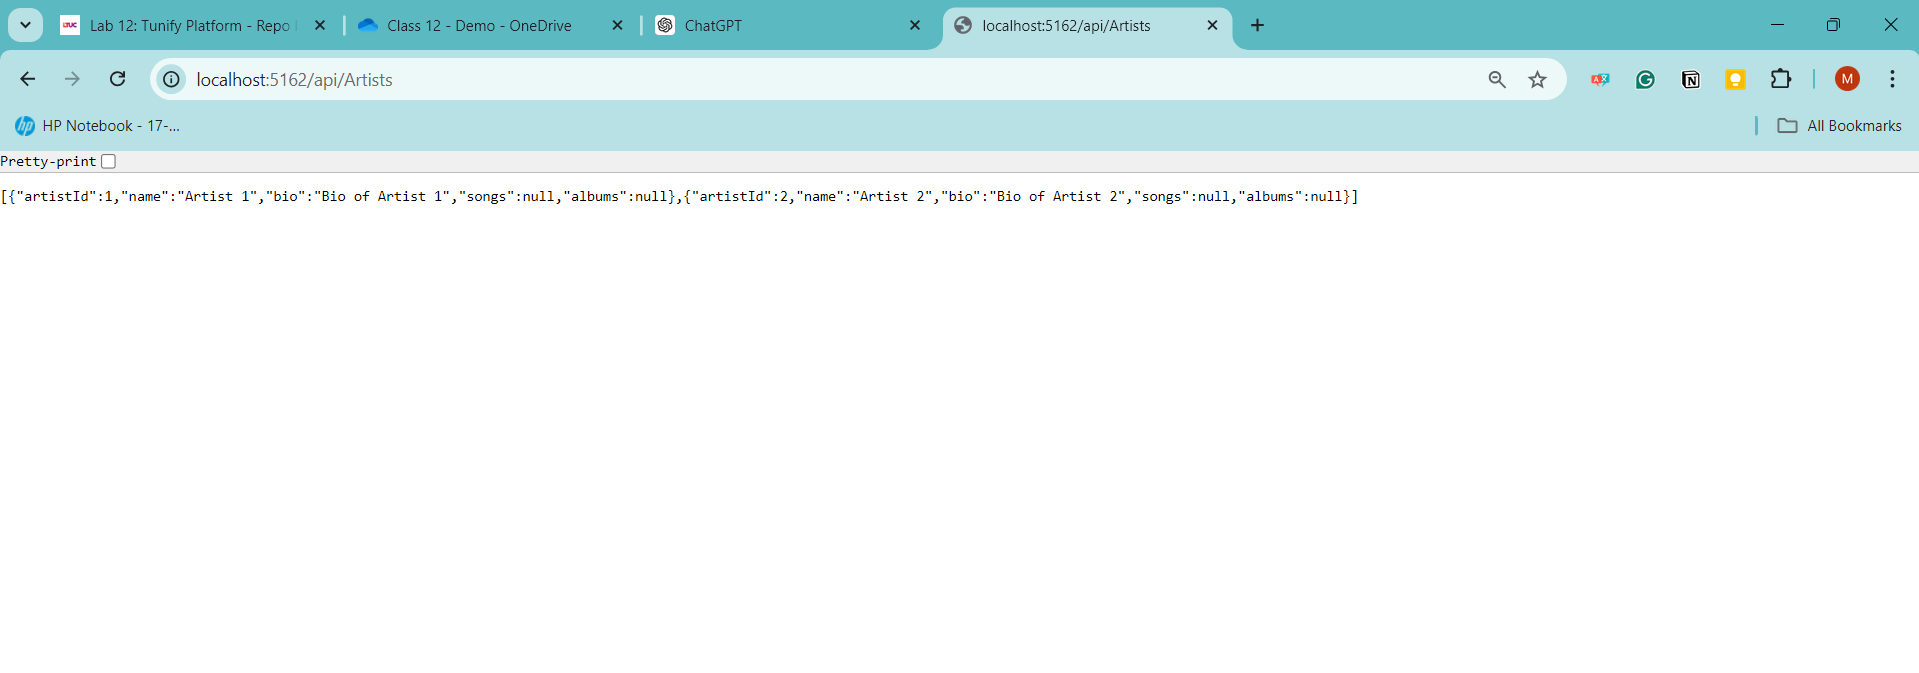 LTUC Lab 12: Tunify Platform - Repo
Class 12 - Demo - OneDrive
ChatGPT
localhost:5162/api/Artists
localhost:5162/api/Artists
M
hp HP Notebook - 17-...
All Bookmarks
Pretty-print
[{"artistId":1,"name":"Artist 1","bio":"Bio of Artist 1","songs":null,"albums":null},{"artistId":2,"name":"Artist 2","bio":"Bio of Artist 2","songs":null,"albums":null}]